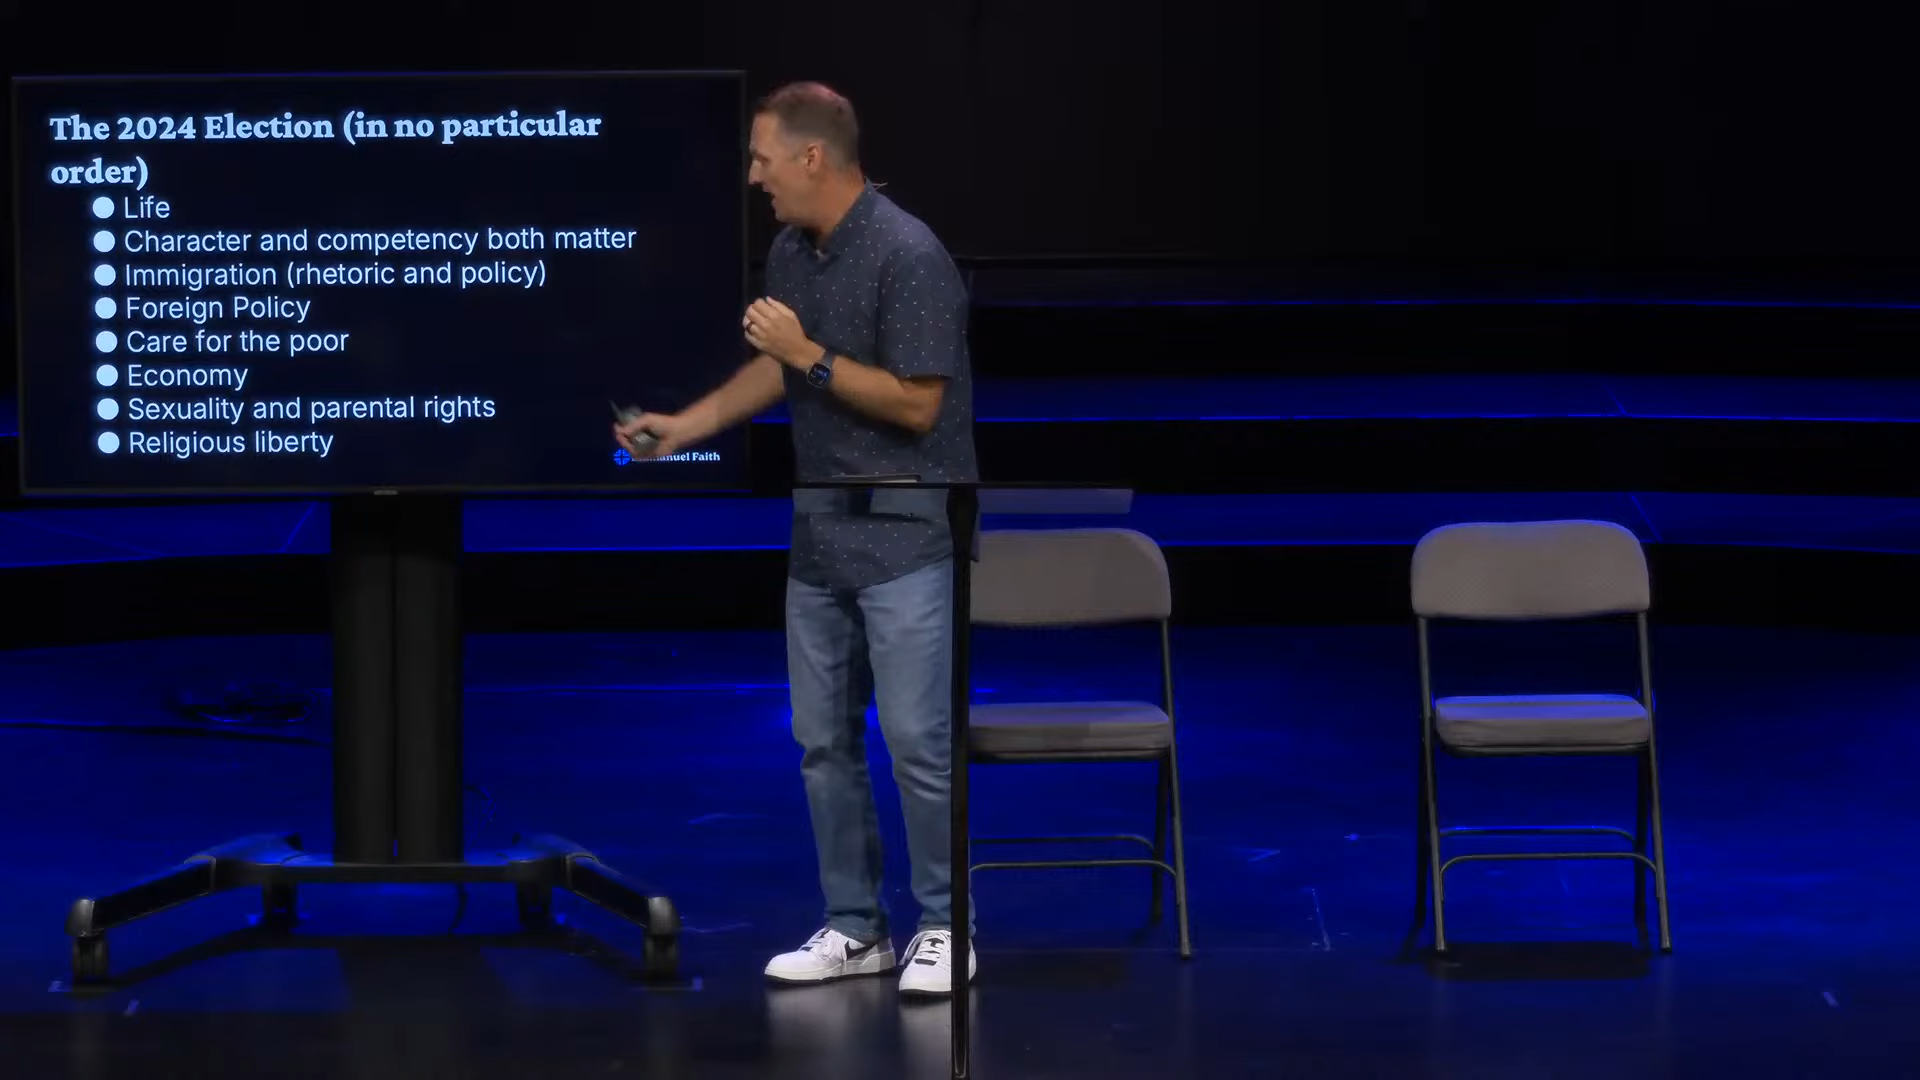 The 2024 Election (in no particular
order)
● Life
● Character and competency both matter
● Immigration (rhetoric and policy)
● Foreign Policy
● Care for the poor
● Economy
● Sexuality and parental rights
● Religious liberty
Faith